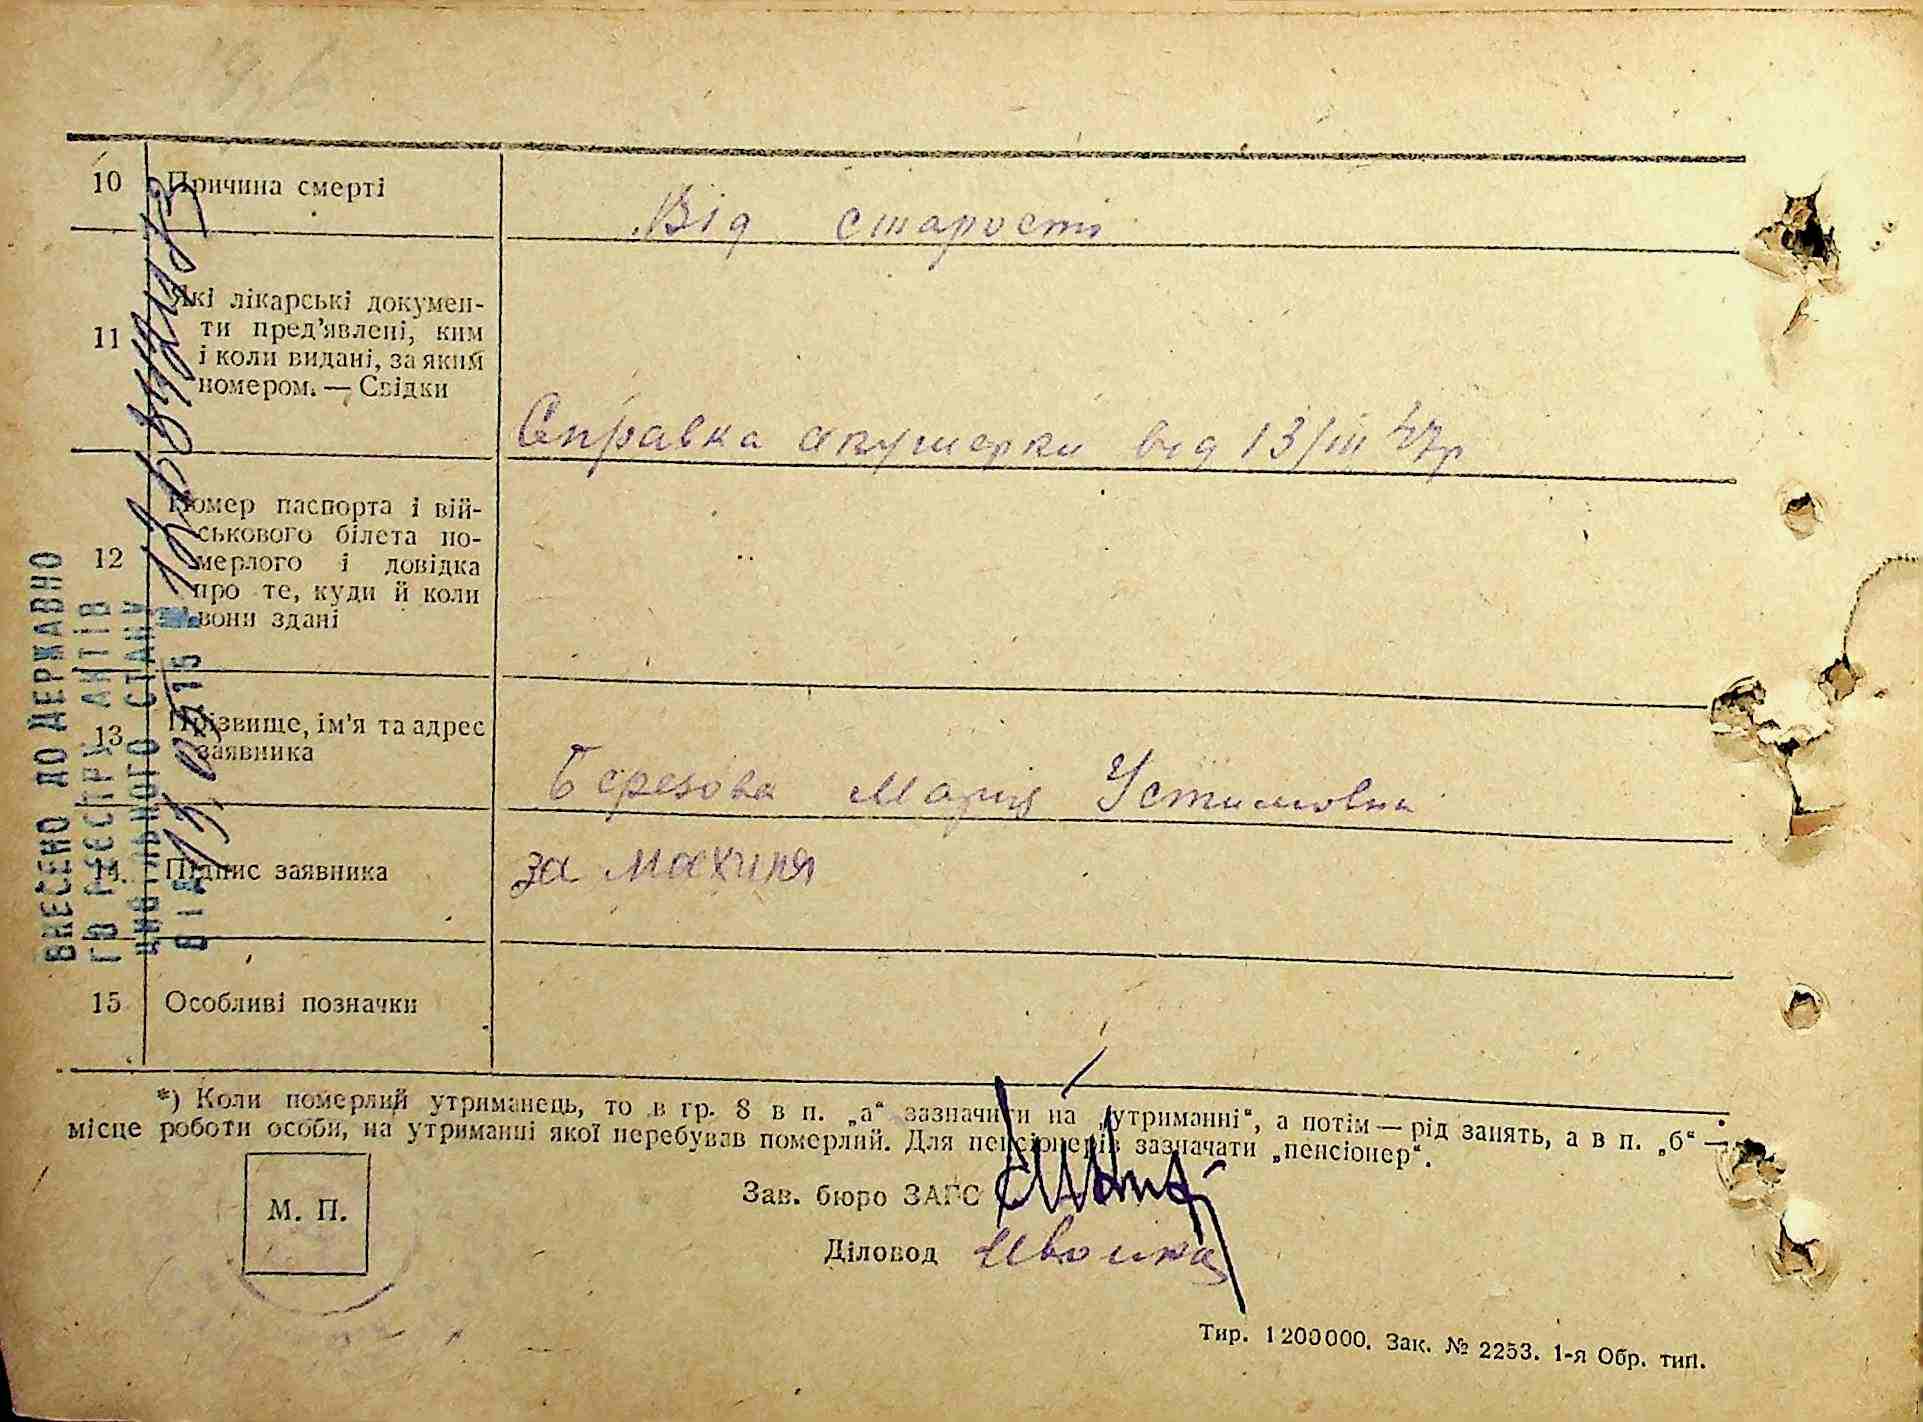 10 Причина смерті
Від старости
11 Які лікарські докумен-
ти пред'явлені, ким
і коли видані, за яким
номером. — Свідки
Справка акушерки від 13/III 47р
12 Номер паспорта і вій-
ськового білета по-
мерлого і довідка
про те, куди й коли
вони здані
13 Прізвище, ім'я та адрес
заявника
Березова Мария Устимовна
14. Підпис заявника
за
15 Особливі позначки
*) Коли померлий утриманець, то в гр. 8 в п. „а“ зазначити на „утриманні“, а потім — рід занять, а в п. „б“ —
місце роботи особи, на утриманні якої перебував померлий. Для пенсіонерів зазначати „пенсіонер“.
М. П.
Зав. бюро ЗАГС
Діловод
Тир. 1200000. Зак. № 2253. 1-я Обр. тип.
ВНЕСЕНО ДО ДЕРЖАВНО
ГО РЕЄСТРУ АКТІВ
ЦИВІЛЬНОГО СТАНУ
ВІД